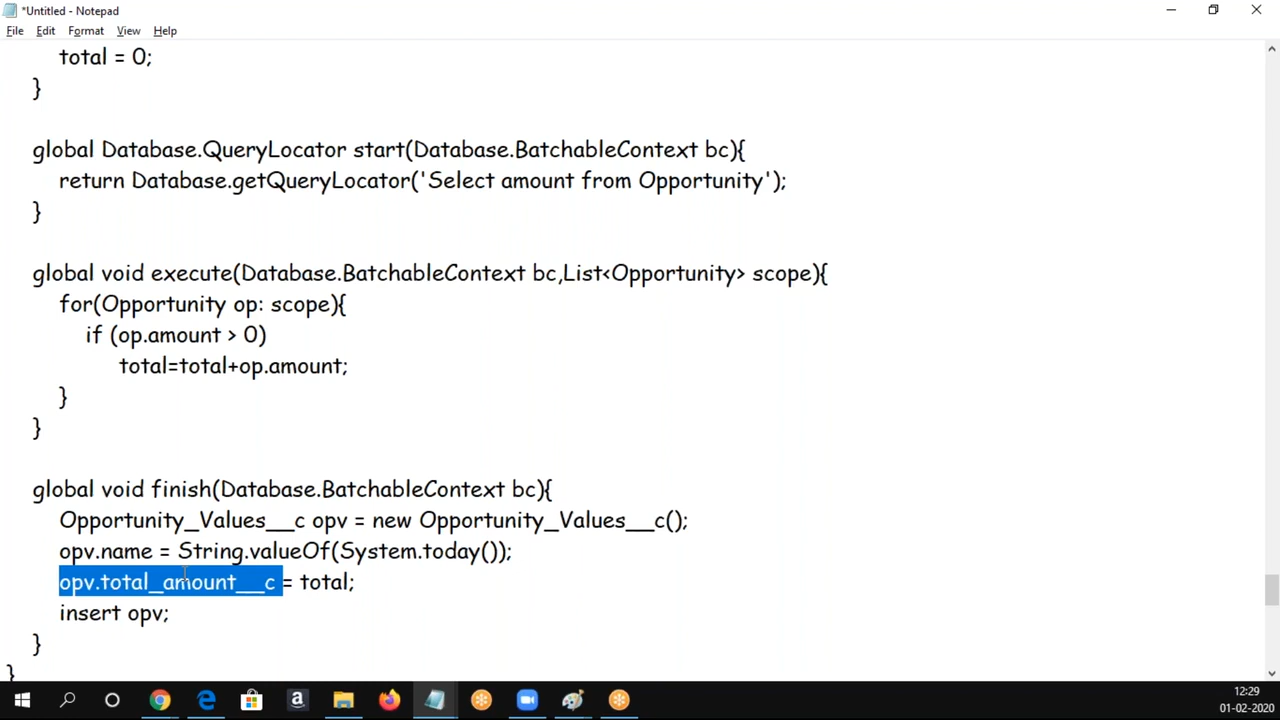 *Untitled - Notepad
File Edit Format View Help
total = 0;
}
global Database.QueryLocator start(Database.BatchableContext bc){
return Database.getQueryLocator('Select amount from Opportunity');
}
global void execute(Database.BatchableContext bc,List<Opportunity> scope){
for(Opportunity op: scope){
if (op.amount > 0)
total=total+op.amount;
}
}
global void finish(Database.BatchableContext bc){
Opportunity_Values__c opv = new Opportunity_Values__c();
opv.name = String.valueOf(System.today());
opv.total_amount__c = total;
insert opv;
}
}
12:29
01-02-2020